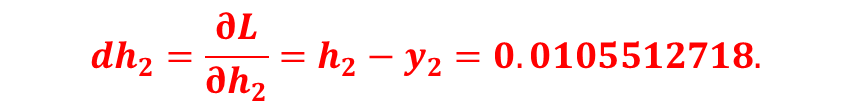 dh₂ = ∂L/∂h₂ = h₂ − y₂ = 0.0105512718.